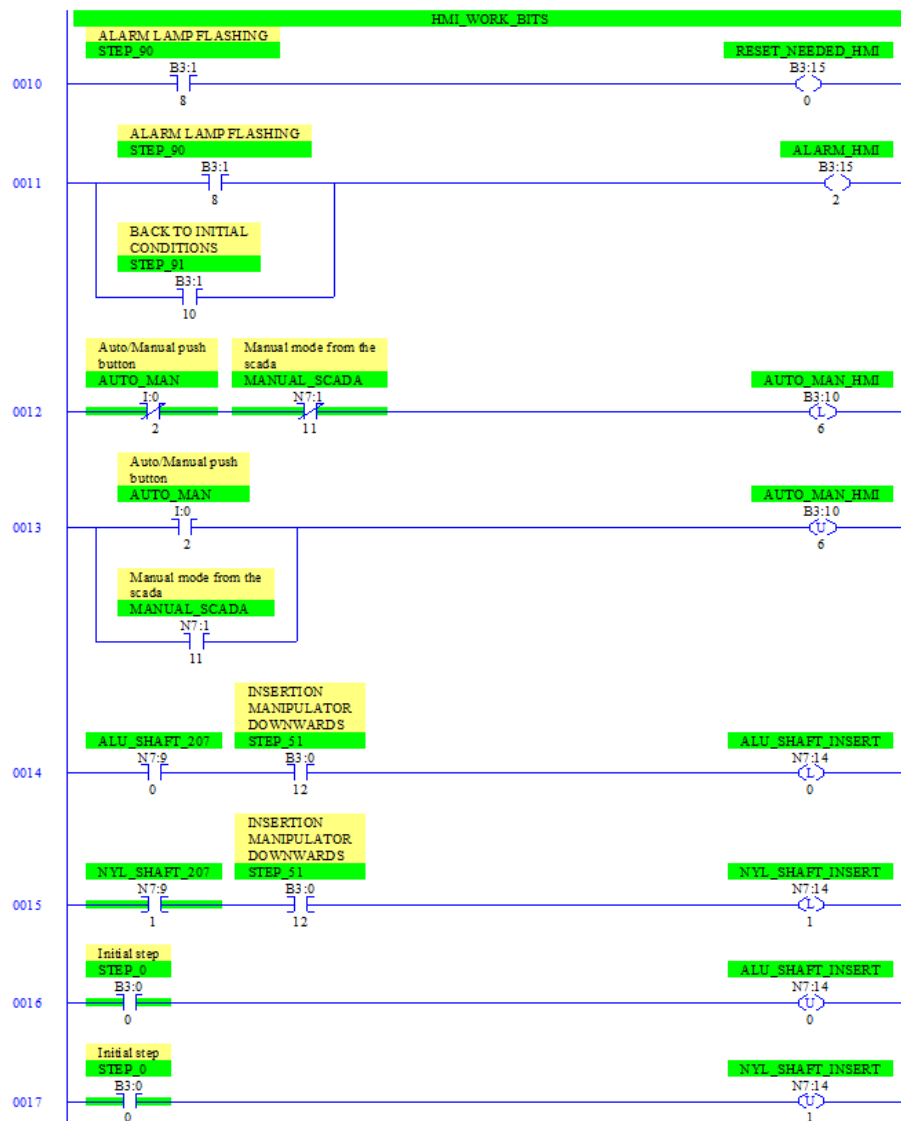 HMI_WORK_BITS
ALARM LAMP FLASHING
STEP_90
RESET_NEEDED_HMI
B3:1
B3:15
0010
8
0
ALARM LAMP FLASHING
STEP_90
ALARM_HMI
B3:1
B3:15
0011
8
2
BACK TO INITIAL
CONDITIONS
STEP_91
B3:1
10
Auto/Manual push
button
AUTO_MAN
Manual mode from the
scada
MANUAL_SCADA
AUTO_MAN_HMI
I:0
N7:1
B3:10
0012
L
2
11
6
Auto/Manual push
button
AUTO_MAN
AUTO_MAN_HMI
I:0
B3:10
0013
U
2
6
Manual mode from the
scada
MANUAL_SCADA
N7:1
11
INSERTION
MANIPULATOR
DOWNWARDS
ALU_SHAFT_207
STEP_51
ALU_SHAFT_INSERT
N7:9
B3:0
N7:14
0014
L
0
12
0
INSERTION
MANIPULATOR
DOWNWARDS
NYL_SHAFT_207
STEP_51
NYL_SHAFT_INSERT
N7:9
B3:0
N7:14
0015
L
1
12
1
Initial step
STEP_0
ALU_SHAFT_INSERT
B3:0
N7:14
0016
U
0
0
Initial step
STEP_0
NYL_SHAFT_INSERT
B3:0
N7:14
0017
U
0
1